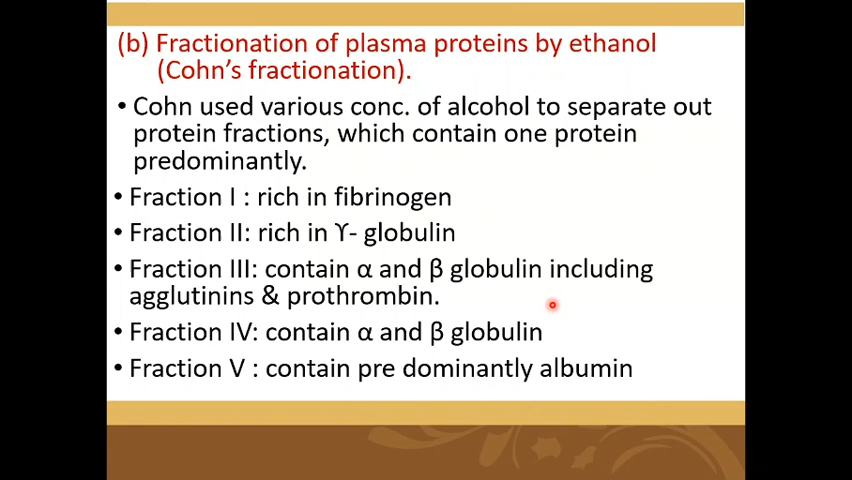 (b) Fractionation of plasma proteins by ethanol
(Cohn's fractionation).
• Cohn used various conc. of alcohol to separate out
protein fractions, which contain one protein
predominantly.
• Fraction I : rich in fibrinogen
• Fraction II: rich in ϒ- globulin
• Fraction III: contain α and β globulin including
agglutinins & prothrombin.
• Fraction IV: contain α and β globulin
• Fraction V : contain pre dominantly albumin